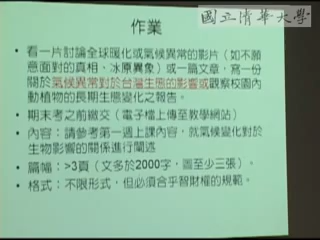 國立清華大學
作業
• 看一片討論全球暖化或氣候異常的影片（如不願
意面對的真相、冰原異象）或一篇文章，寫一份
關於氣候異常對於台灣生態的影響或觀察校園內
動植物的長期生態變化之報告。
• 期末考之前繳交（電子檔上傳至教學網站）
• 內容：請參考第一週上課內容，就氣候變化對於
生物影響的關係進行闡述
• 篇幅：>3頁（文多於2000字，圖至少三張）。
• 格式：不限形式，但必須合乎智財權的規範。